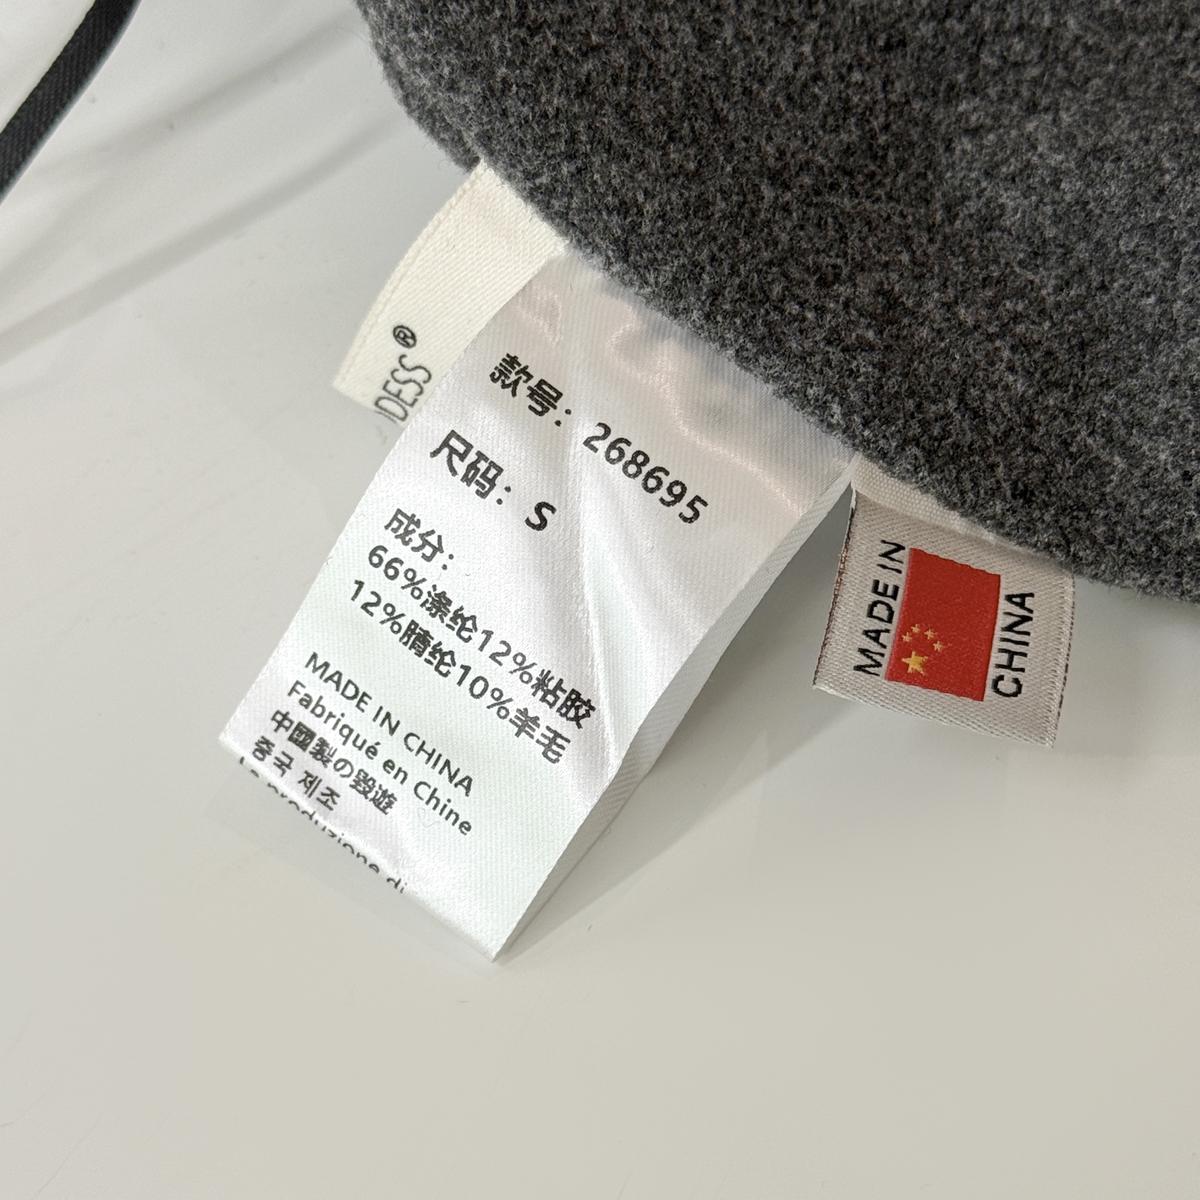 DESS®
款号：268695
尺码：S
成分：
66%涤纶12%粘胶
12%腈纶10%羊毛
MADE IN CHINA
Fabriqué en Chine
中國製の毀遊
중국 제조
produzione di
MADE IN
CHINA